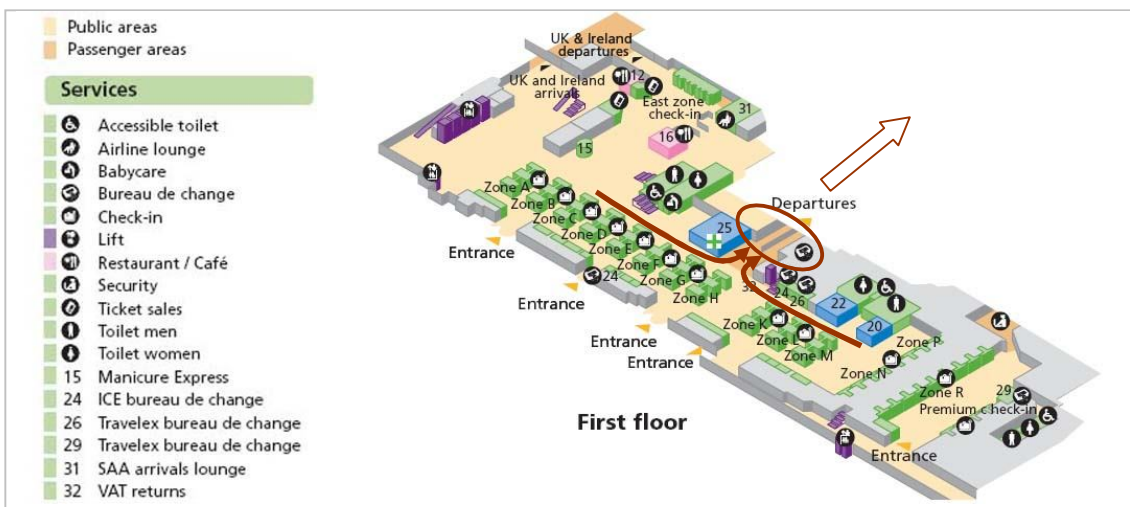 Public areas
Passenger areas
Services
Accessible toilet
Airline lounge
Babycare
Bureau de change
Check-in
Lift
Restaurant / Café
Security
Ticket sales
Toilet men
Toilet women
15 Manicure Express
24 ICE bureau de change
26 Travelex bureau de change
29 Travelex bureau de change
31 SAA arrivals lounge
32 VAT returns
UK & Ireland
departures
UK and Ireland
arrivals
12
East zone
check-in
31
16
15
Zone A
Zone B
Zone C
Zone D
Zone E
Zone F
Zone G
Zone H
25
Departures
Entrance
Entrance
24
32
24
26
22
20
Entrance
Entrance
Zone K
Zone L
Zone M
Zone P
Zone N
Zone R
29
Premium check-in
First floor
Entrance